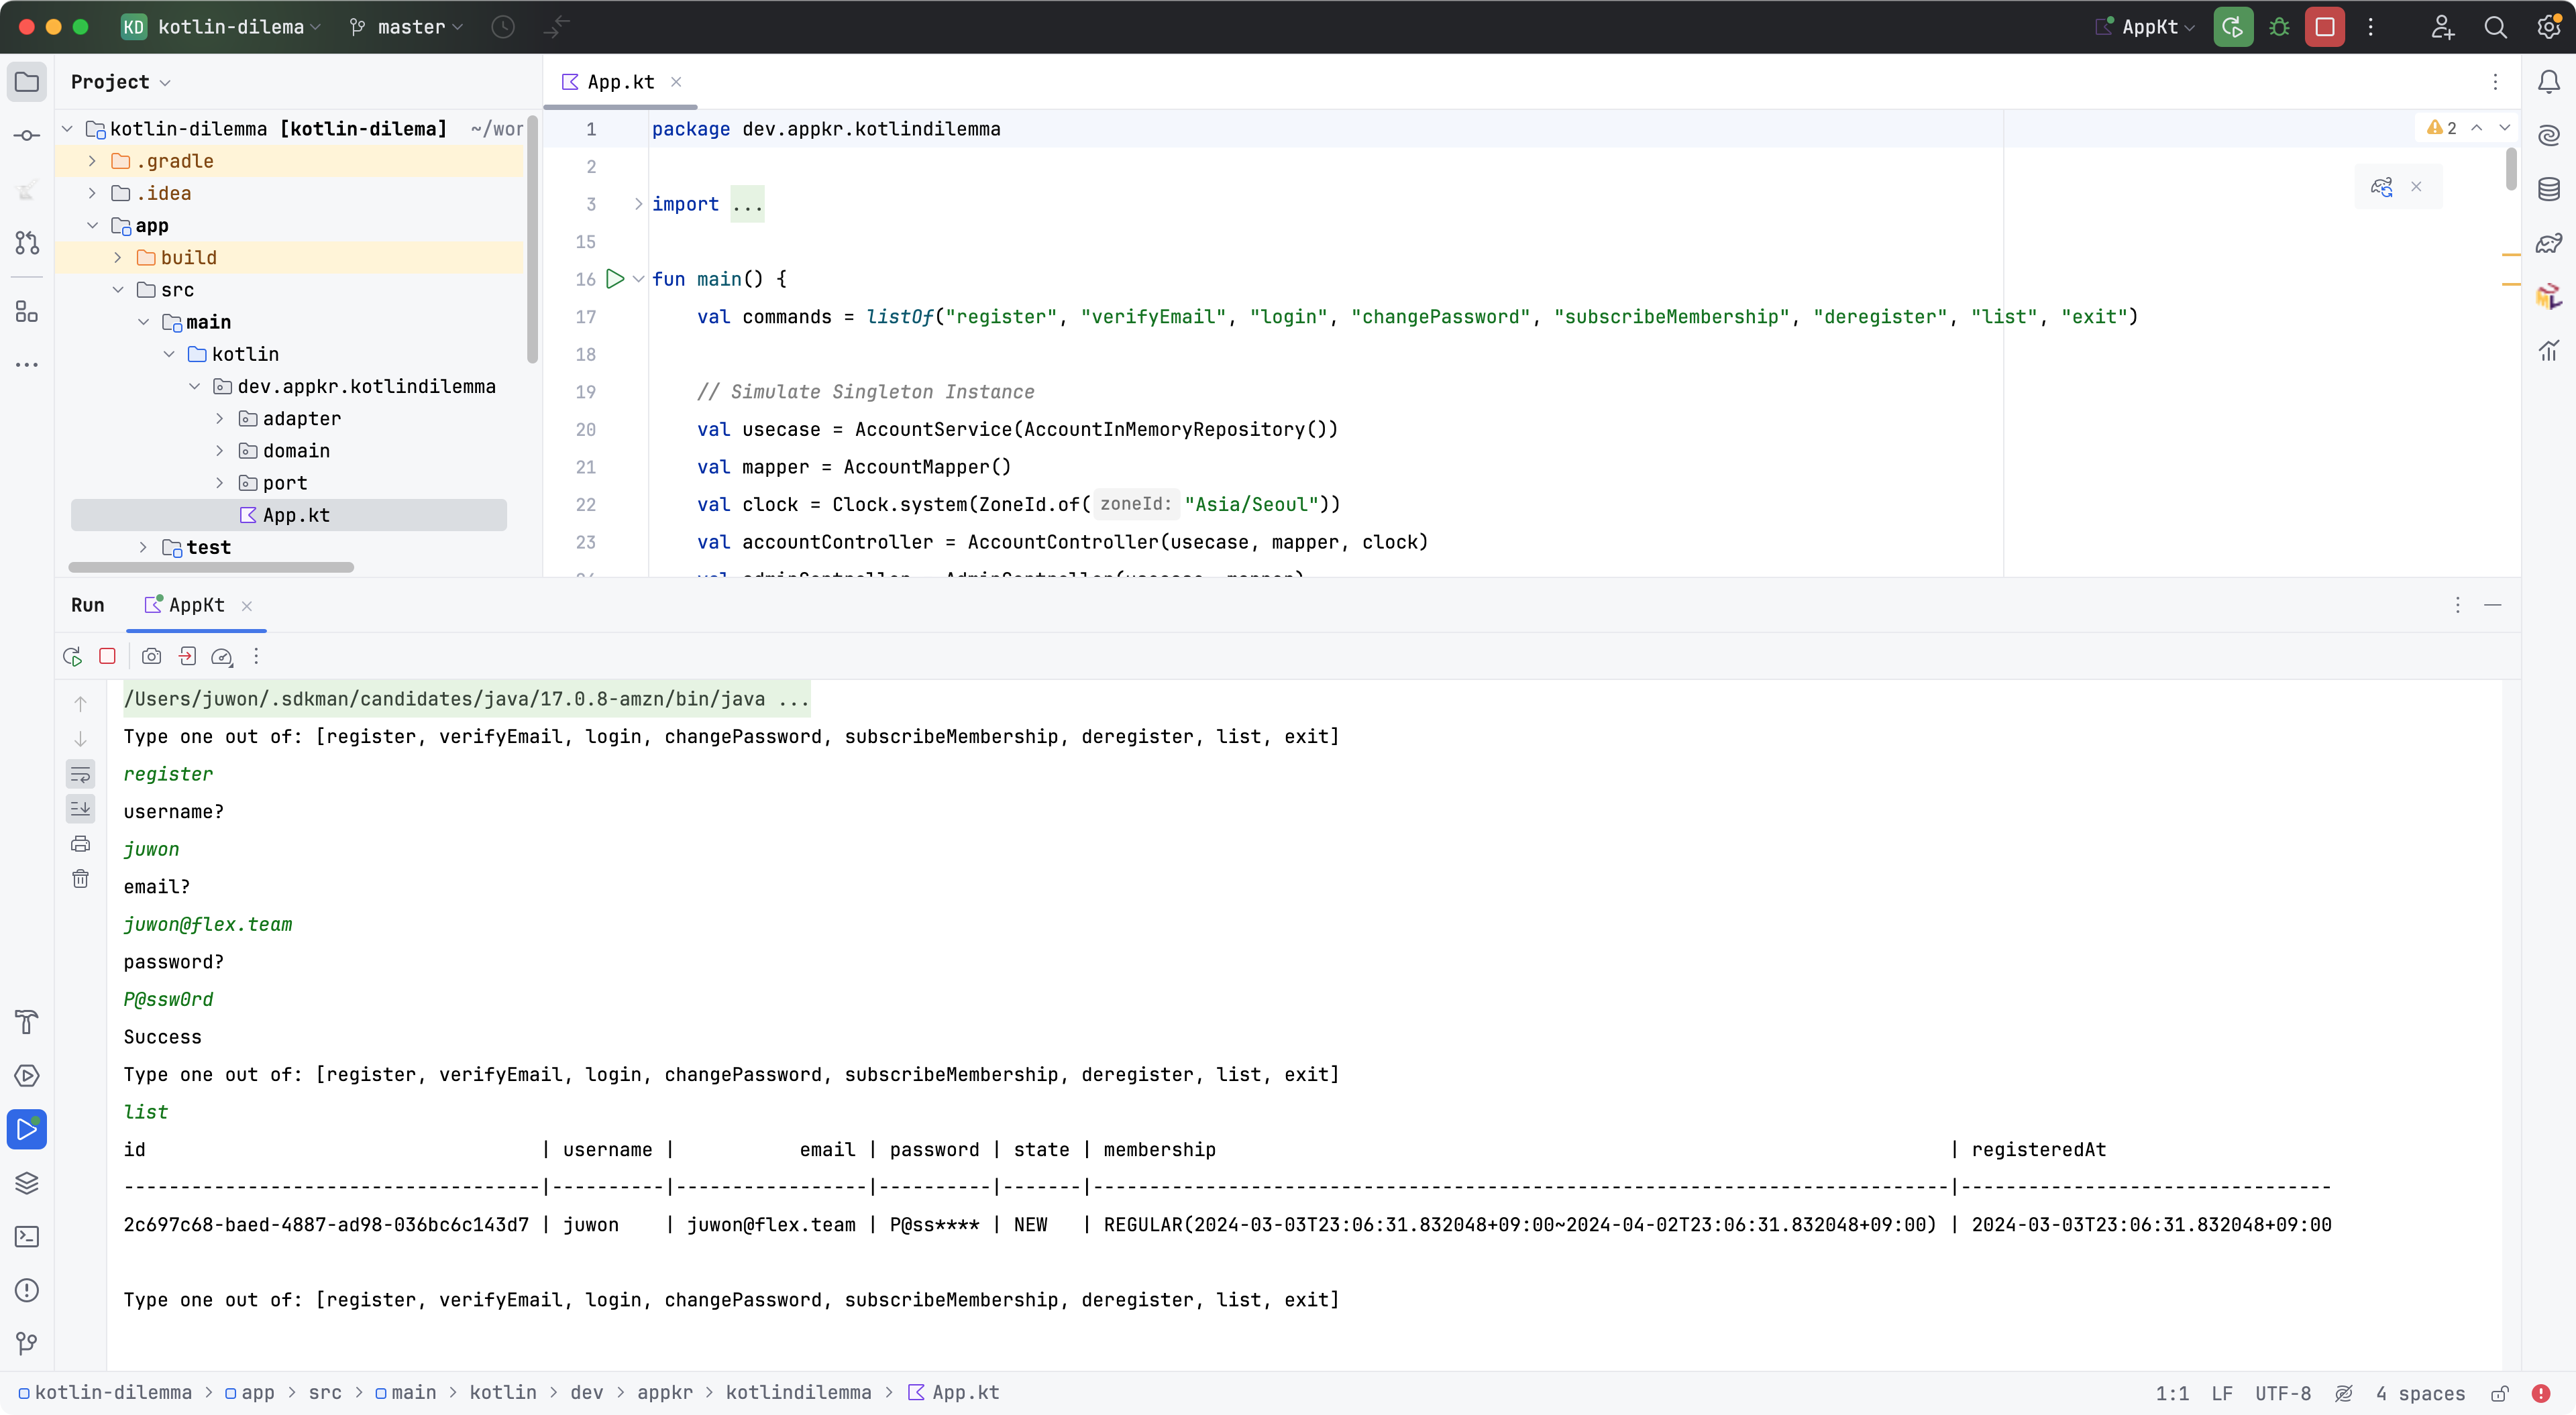 KD kotlin-dilema master AppKt
Project
App.kt
kotlin-dilemma [kotlin-dilema] ~/wor
.gradle
.idea
app
build
src
main
kotlin
dev.appkr.kotlindilemma
adapter
domain
port
App.kt
test
1 package dev.appkr.kotlindilemma
2
3 import ...
15
16 fun main() {
17 val commands = listOf("register", "verifyEmail", "login", "changePassword", "subscribeMembership", "deregister", "list", "exit")
18
19 // Simulate Singleton Instance
20 val usecase = AccountService(AccountInMemoryRepository())
21 val mapper = AccountMapper()
22 val clock = Clock.system(ZoneId.of( zoneId: "Asia/Seoul"))
23 val accountController = AccountController(usecase, mapper, clock)
2
Run AppKt
/Users/juwon/.sdkman/candidates/java/17.0.8-amzn/bin/java ...
Type one out of: [register, verifyEmail, login, changePassword, subscribeMembership, deregister, list, exit]
register
username?
juwon
email?
juwon@flex.team
password?
P@ssw0rd
Success
Type one out of: [register, verifyEmail, login, changePassword, subscribeMembership, deregister, list, exit]
list
id | username | email | password | state | membership | registeredAt
-------------------------------------|----------|-----------------|----------|-------|----------------------------------------------------------------------------|---------------------------------
2c697c68-baed-4887-ad98-036bc6c143d7 | juwon | juwon@flex.team | P@ss**** | NEW | REGULAR(2024-03-03T23:06:31.832048+09:00~2024-04-02T23:06:31.832048+09:00) | 2024-03-03T23:06:31.832048+09:00
Type one out of: [register, verifyEmail, login, changePassword, subscribeMembership, deregister, list, exit]
kotlin-dilemma > app > src > main > kotlin > dev > appkr > kotlindilemma > App.kt
1:1 LF UTF-8 4 spaces